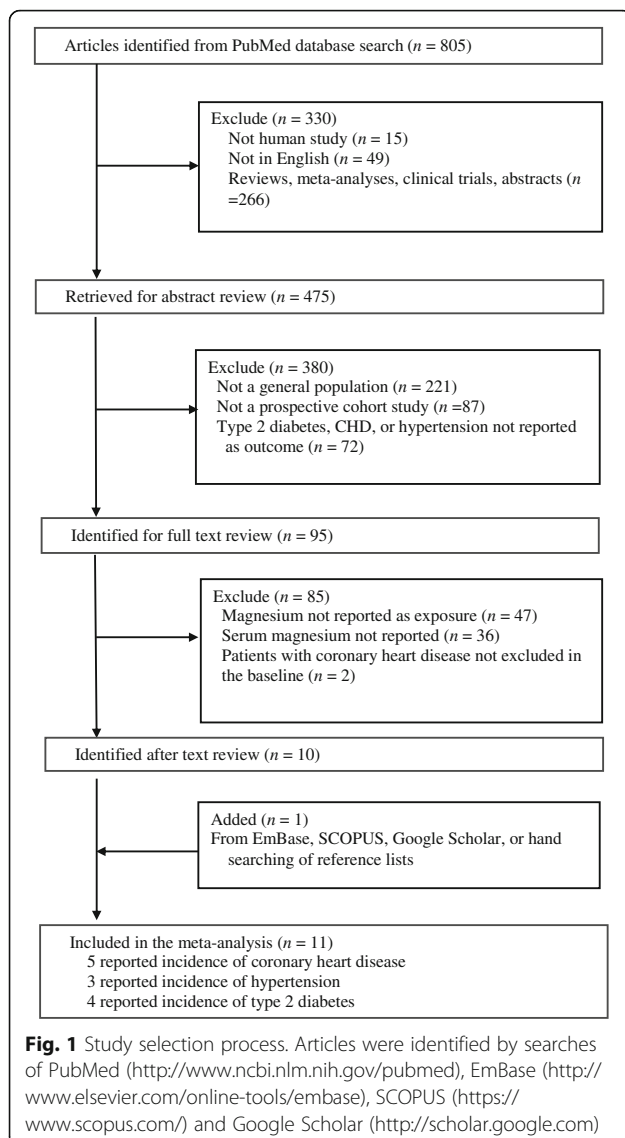 Articles identified from PubMed database search (n = 805)
Exclude (n = 330)
Not human study (n = 15)
Not in English (n = 49)
Reviews, meta-analyses, clinical trials, abstracts (n
=266)
Retrieved for abstract review (n = 475)
Exclude (n = 380)
Not a general population (n = 221)
Not a prospective cohort study (n =87)
Type 2 diabetes, CHD, or hypertension not reported
as outcome (n = 72)
Identified for full text review (n = 95)
Exclude (n = 85)
Magnesium not reported as exposure (n = 47)
Serum magnesium not reported (n = 36)
Patients with coronary heart disease not excluded in
the baseline (n = 2)
Identified after text review (n = 10)
Added (n = 1)
From EmBase, SCOPUS, Google Scholar, or hand
searching of reference lists
Included in the meta-analysis (n = 11)
5 reported incidence of coronary heart disease
3 reported incidence of hypertension
4 reported incidence of type 2 diabetes
Fig. 1 Study selection process. Articles were identified by searches
of PubMed (http://www.ncbi.nlm.nih.gov/pubmed), EmBase (http://
www.elsevier.com/online-tools/embase), SCOPUS (https://
www.scopus.com/) and Google Scholar (http://scholar.google.com)